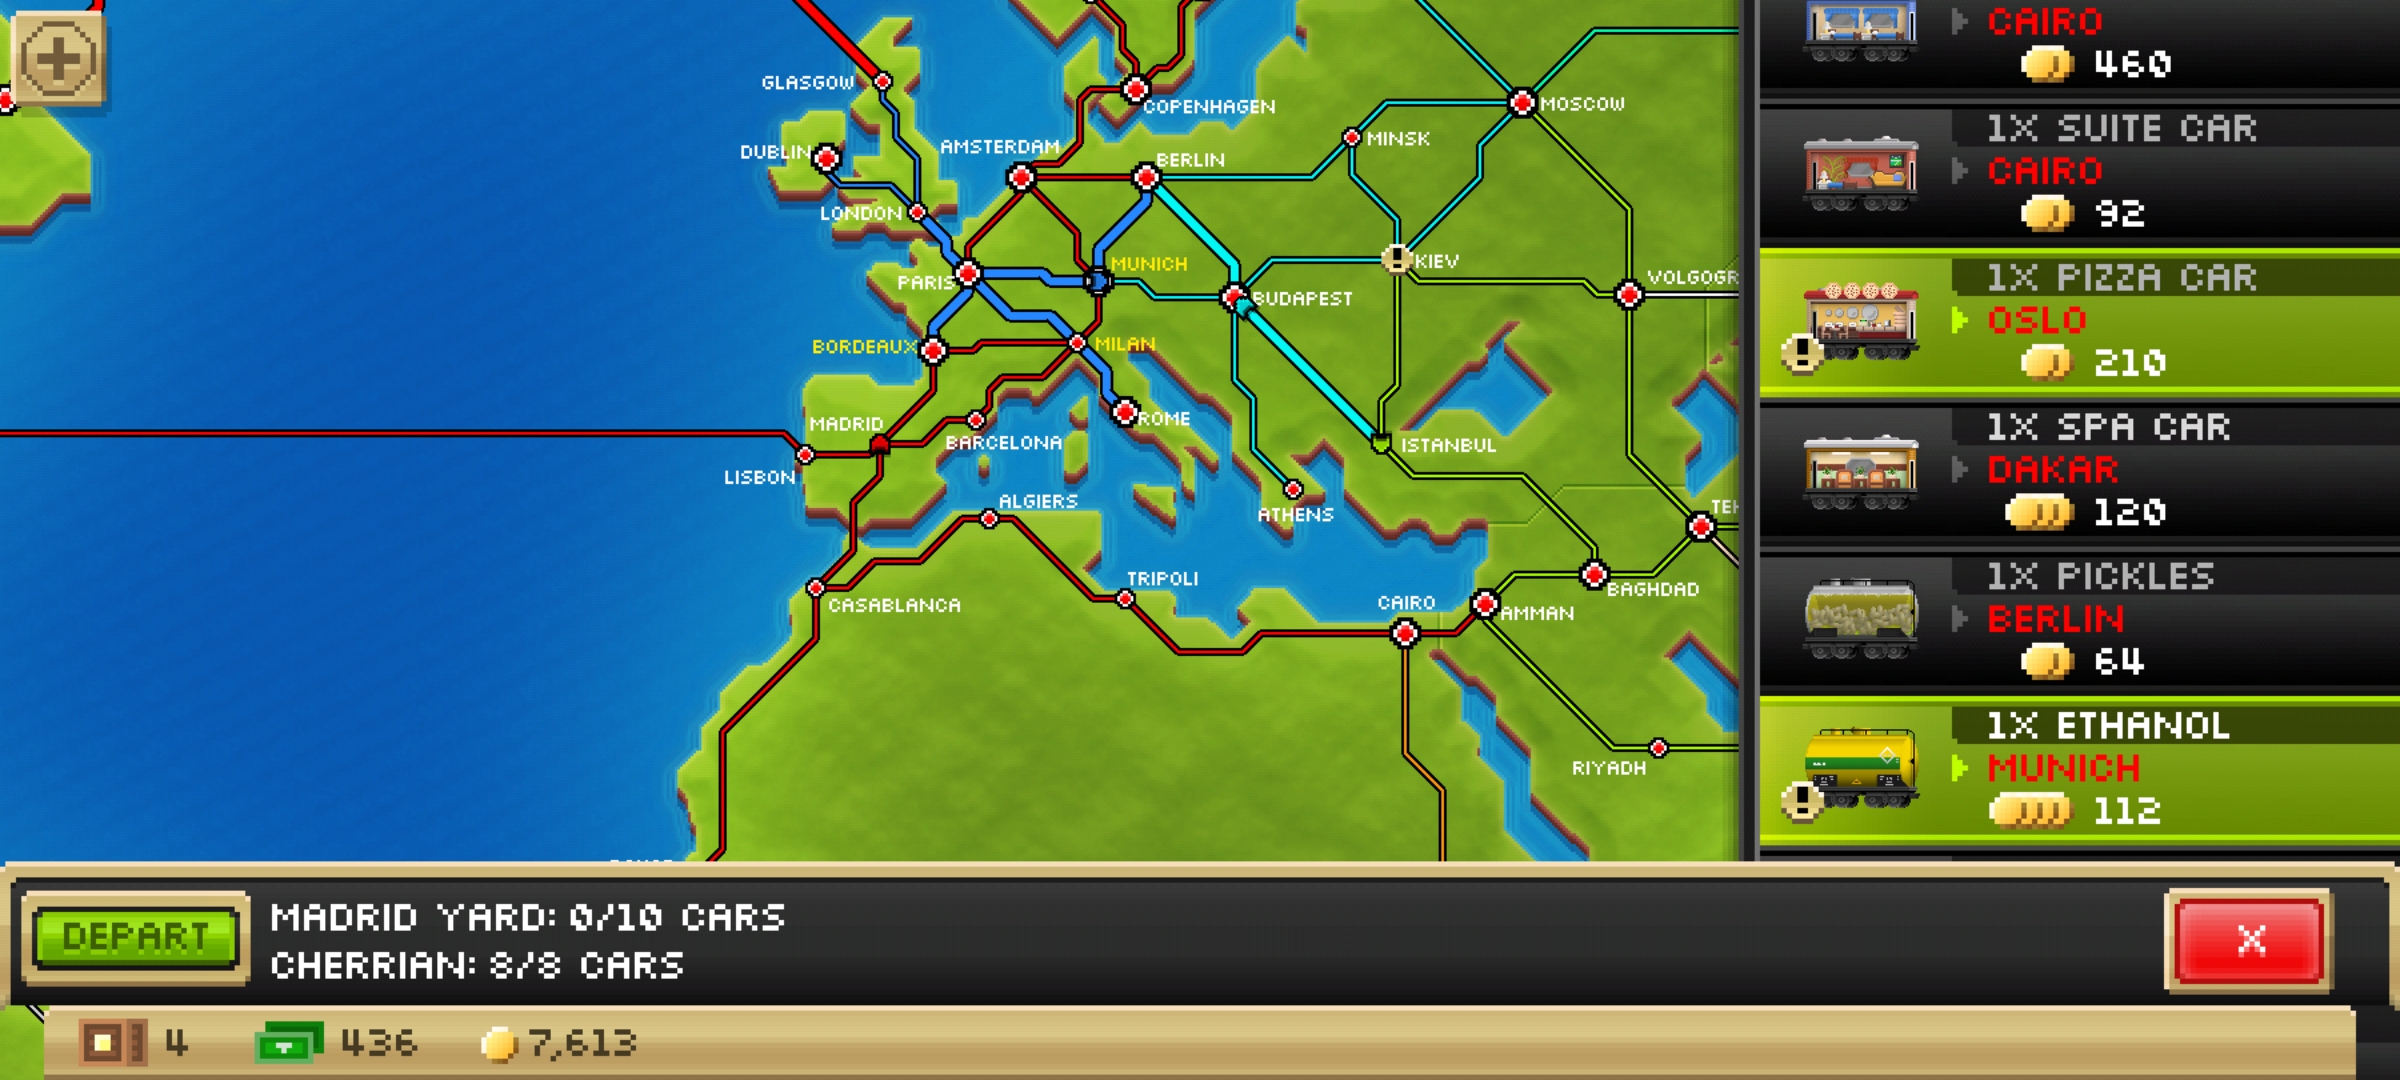 GLASGOW
COPENHAGEN
MOSCOW
MINSK
DUBLIN
AMSTERDAM
BERLIN
LONDON
PARIS
MUNICH
KIEV
BUDAPEST
VOLGOGR
BORDEAUX
MILAN
MADRID
BARCELONA
ROME
ISTANBUL
LISBON
ALGIERS
ATHENS
TEH
CASABLANCA
TRIPOLI
CAIRO
AMMAN
BAGHDAD
RIYADH
CAIRO
460
1X SUITE CAR
CAIRO
92
1X PIZZA CAR
OSLO
210
1X SPA CAR
DAKAR
120
1X PICKLES
BERLIN
64
1X ETHANOL
MUNICH
112
DEPART
MADRID YARD: 0/10 CARS
CHERRIAN: 8/8 CARS
X
4
436
7,613